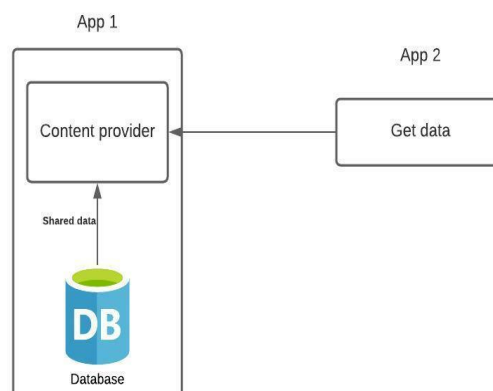 App 1
App 2
Content provider
Get data
Shared data
DB
Database